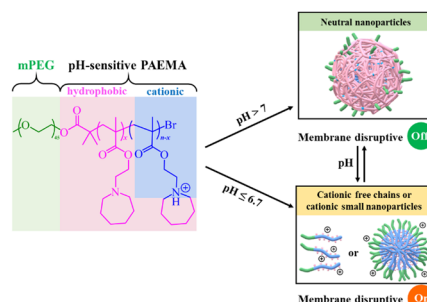 mPEG
pH-sensitive PAEMA
hydrophobic
cationic
O
m
O
O
x
Br
n-x
O
O
O
O
N
N
H
+
pH > 7
pH ≤ 6.7
Neutral nanoparticles
Membrane disruptive
Off
pH
Cationic free chains or
cationic small nanoparticles
or
Membrane disruptive